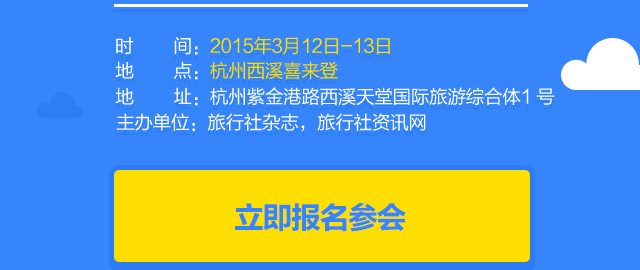 时　　间：2015年3月12日-13日
地　　点：杭州西溪喜来登
地　　址：杭州紫金港路西溪天堂国际旅游综合体1 号
主办单位：旅行社杂志，旅行社资讯网
立即报名参会